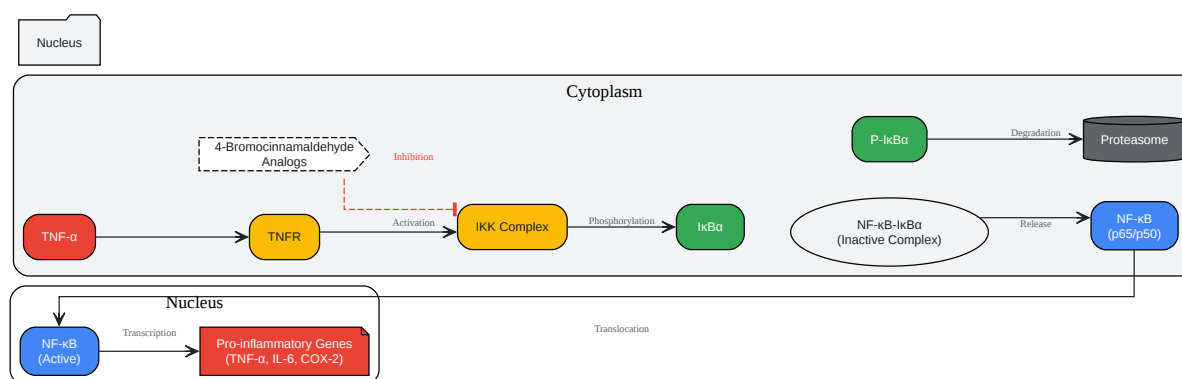 Nucleus
Cytoplasm
4-Bromocinnamaldehyde
Analogs
Inhibition
P-IκBα
Degradation
Proteasome
TNF-α
TNFR
Activation
IKK Complex
Phosphorylation
IκBα
NF-κB-IκBα
(Inactive Complex)
Release
NF-κB
(p65/p50)
Nucleus
Translocation
NF-κB
(Active)
Transcription
Pro-inflammatory Genes
(TNF-α, IL-6, COX-2)